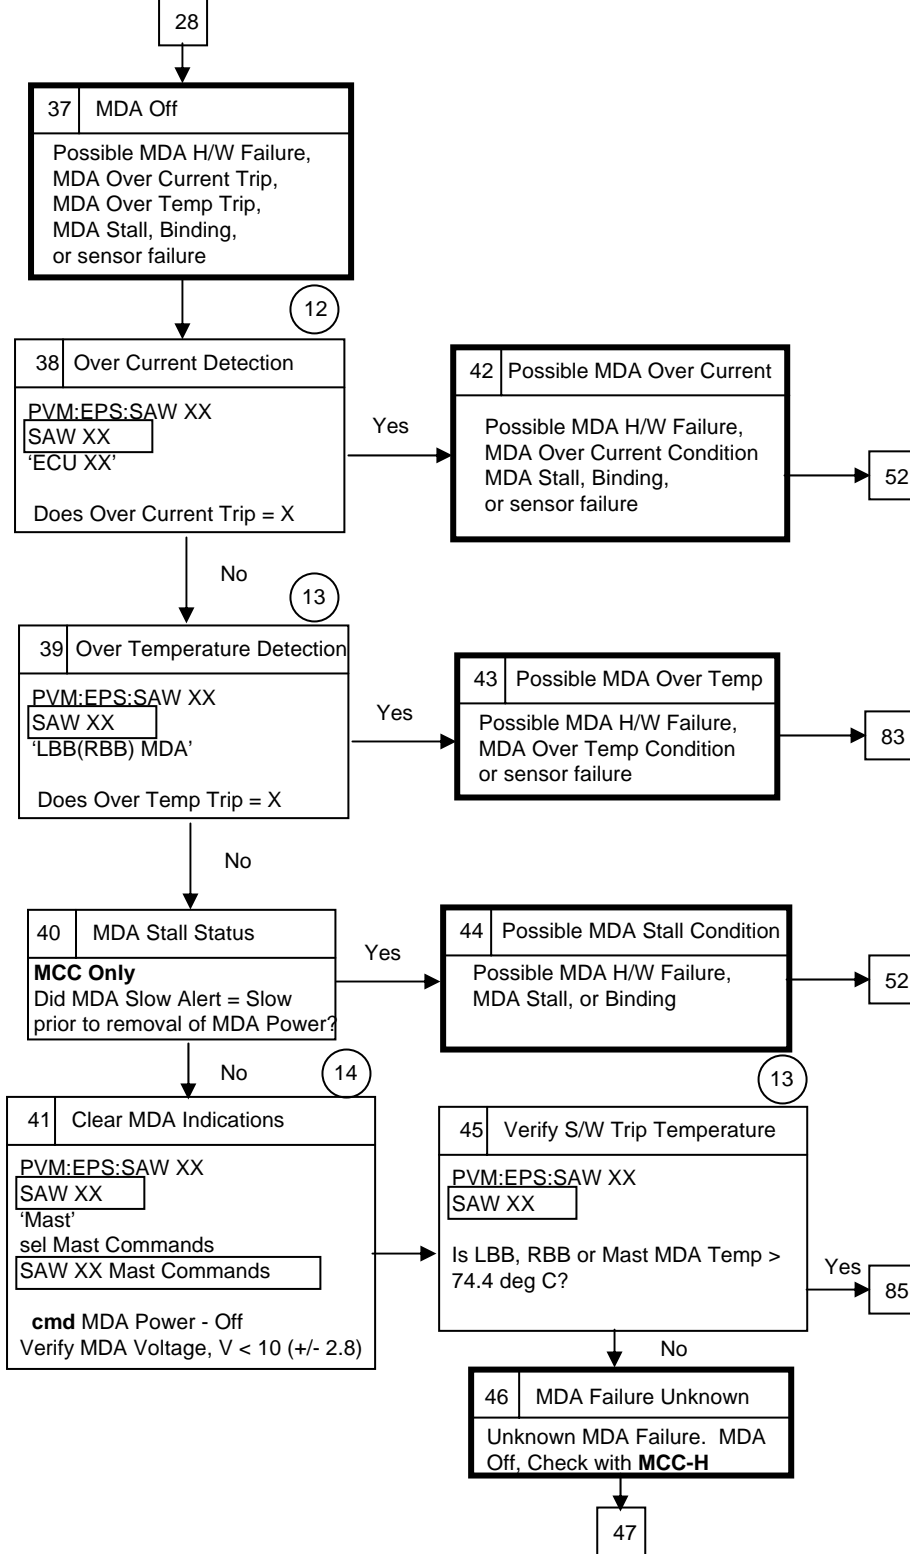 28
37 MDA Off
Possible MDA H/W Failure,
MDA Over Current Trip,
MDA Over Temp Trip,
MDA Stall, Binding,
or sensor failure
12
38 Over Current Detection
PVM:EPS:SAW XX
SAW XX
‘ECU XX’
Does Over Current Trip = X
Yes
42 Possible MDA Over Current
Possible MDA H/W Failure,
MDA Over Current Condition
MDA Stall, Binding,
or sensor failure
52
No
13
39 Over Temperature Detection
PVM:EPS:SAW XX
SAW XX
‘LBB(RBB) MDA’
Does Over Temp Trip = X
Yes
43 Possible MDA Over Temp
Possible MDA H/W Failure,
MDA Over Temp Condition
or sensor failure
83
No
40 MDA Stall Status
MCC Only
Did MDA Slow Alert = Slow
prior to removal of MDA Power?
Yes
44 Possible MDA Stall Condition
Possible MDA H/W Failure,
MDA Stall, or Binding
52
No
14
41 Clear MDA Indications
PVM:EPS:SAW XX
SAW XX
‘Mast’
sel Mast Commands
SAW XX Mast Commands
cmd MDA Power - Off
Verify MDA Voltage, V < 10 (+/- 2.8)
13
45 Verify S/W Trip Temperature
PVM:EPS:SAW XX
SAW XX
Is LBB, RBB or Mast MDA Temp >
74.4 deg C?
Yes
85
No
46 MDA Failure Unknown
Unknown MDA Failure. MDA
Off, Check with MCC-H
47